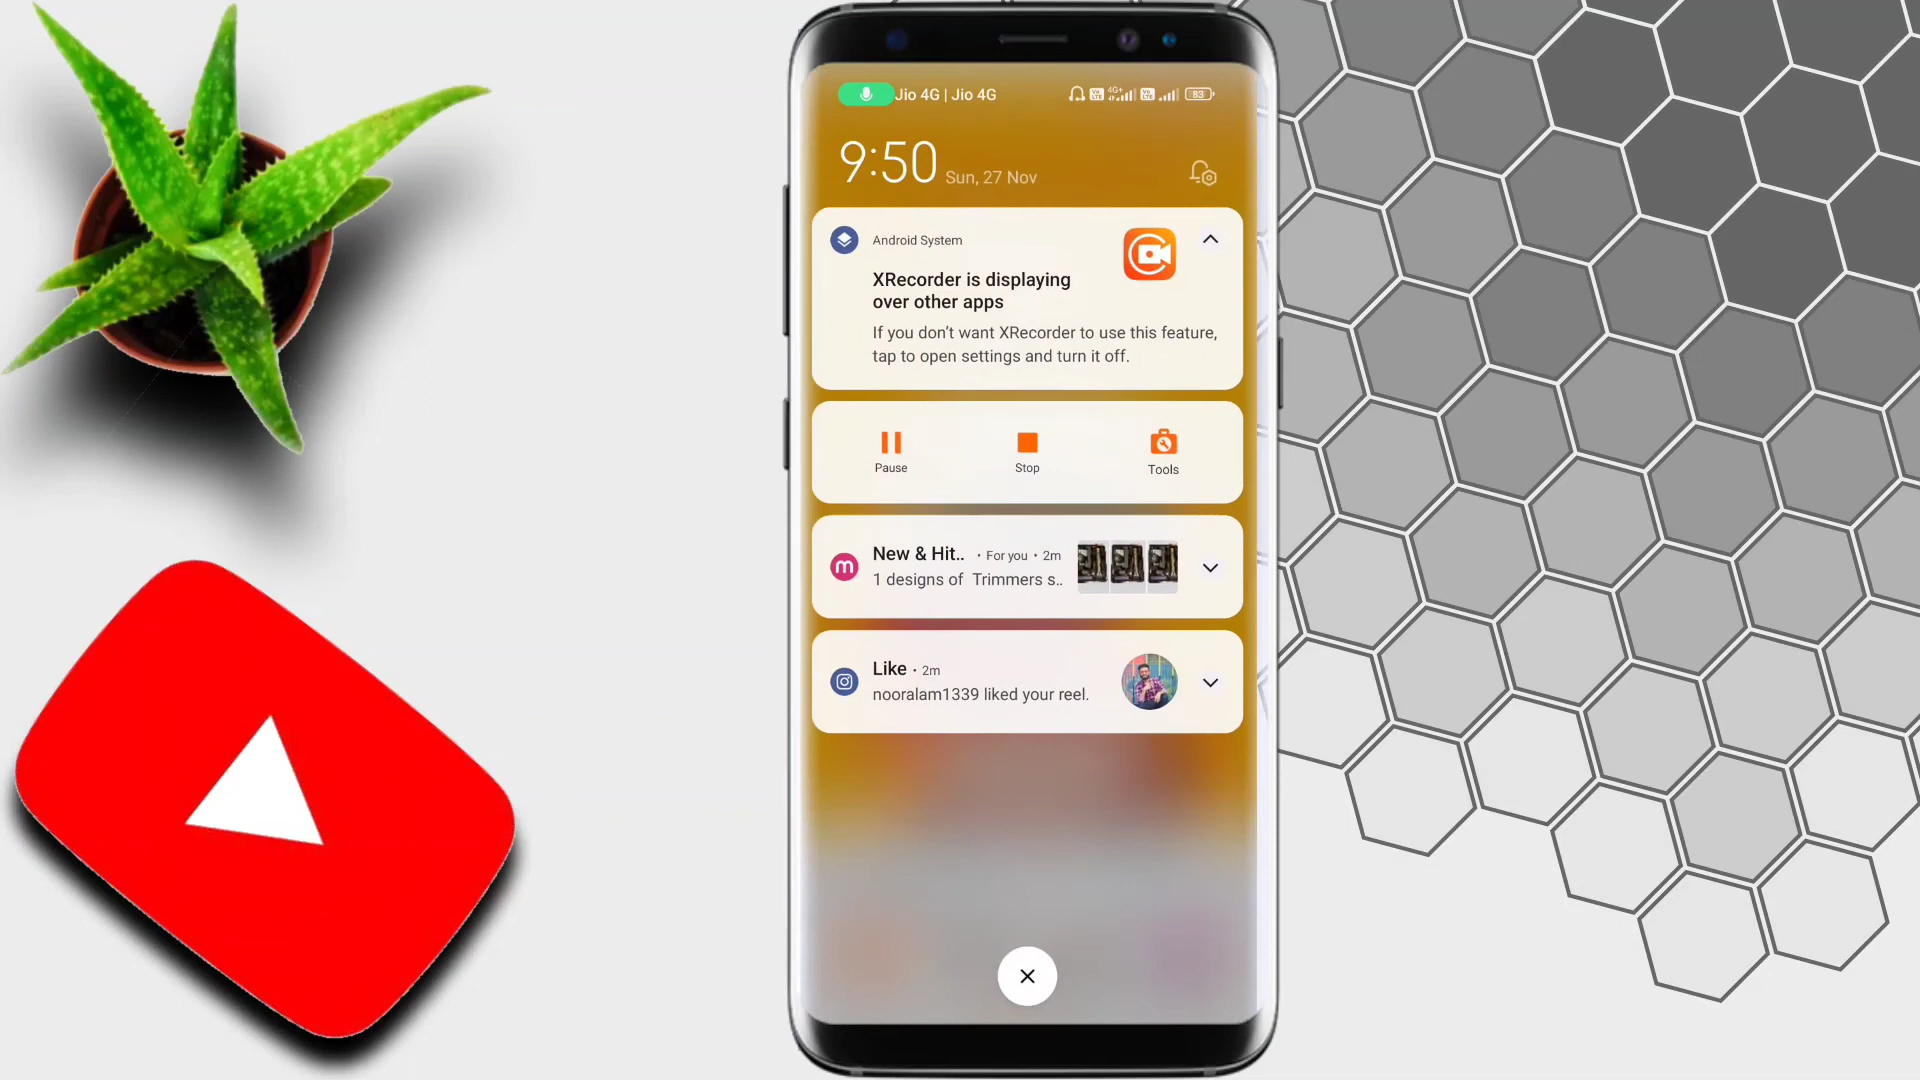 Jio 4G | Jio 4G
4G+
83
9:50 Sun, 27 Nov
Android System
XRecorder is displaying
over other apps
If you don't want XRecorder to use this feature,
tap to open settings and turn it off.
Pause
Stop
Tools
m
New & Hit.. • For you • 2m
1 designs of Trimmers s..
Like • 2m
nooralam1339 liked your reel.